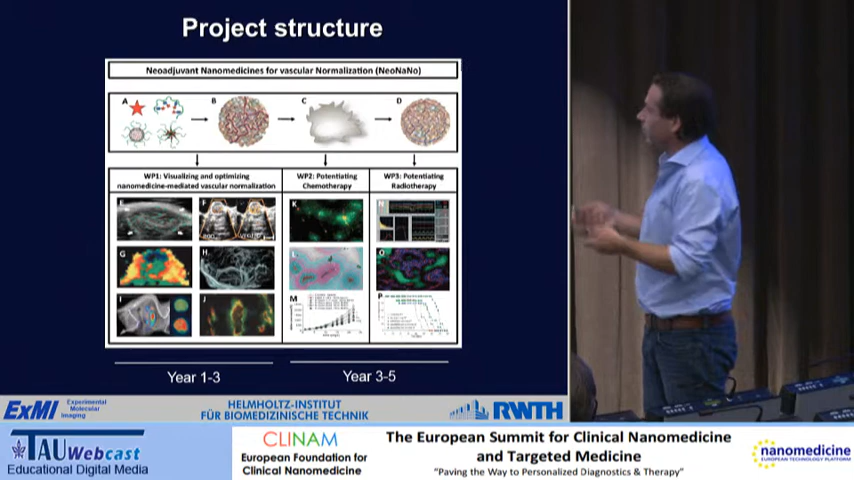 Project structure
Neoadjuvant Nanomedicines for vascular Normalization (NeoNaNo)
A
B
C
D
WP1: Visualizing and optimizing
nanomedicine-mediated vascular normalization
WP2: Potentiating
Chemotherapy
WP3: Potentiating
Radiotherapy
E
F
G
H
I
J
K
L
M
N
O
P
Year 1-3
Year 3-5
ExMI
Experimental
Molecular
Imaging
HELMHOLTZ-INSTITUT
FÜR BIOMEDIZINISCHE TECHNIK
RWTH
TAU Webcast
Educational Digital Media
CLINAM
European Foundation for
Clinical Nanomedicine
The European Summit for Clinical Nanomedicine
and Targeted Medicine
"Paving the Way to Personalized Diagnostics & Therapy"
nanomedicine
EUROPEAN TECHNOLOGY PLATFORM